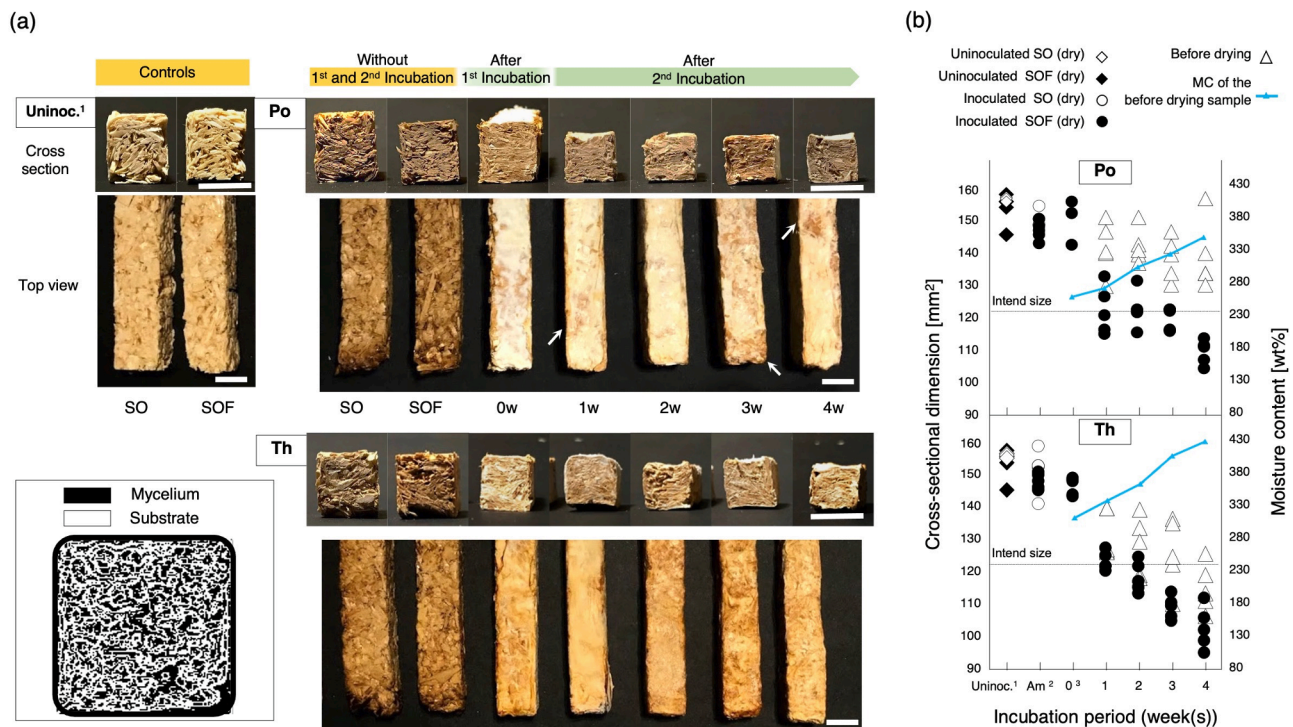 (a)
Controls
Without
1st and 2nd Incubation
After
1st Incubation
After
2nd Incubation
Uninoc.¹
Po
Cross
section
Top view
SO
SOF
SO
SOF
0w
1w
2w
3w
4w
Th
Mycelium
Substrate
(b)
Uninoculated SO (dry)
Uninoculated SOF (dry)
Inoculated SO (dry)
Inoculated SOF (dry)
Before drying
MC of the
before drying sample
Po
160
150
140
130
120
110
100
90
Intend size
430
380
330
280
230
180
130
80
Th
160
150
140
130
120
110
100
90
Intend size
430
380
330
280
230
180
130
80
Cross-sectional dimension [mm²]
Moisture content [wt%]
Uninoc.¹
Am ²
0 ³
1
2
3
4
Incubation period (week(s))